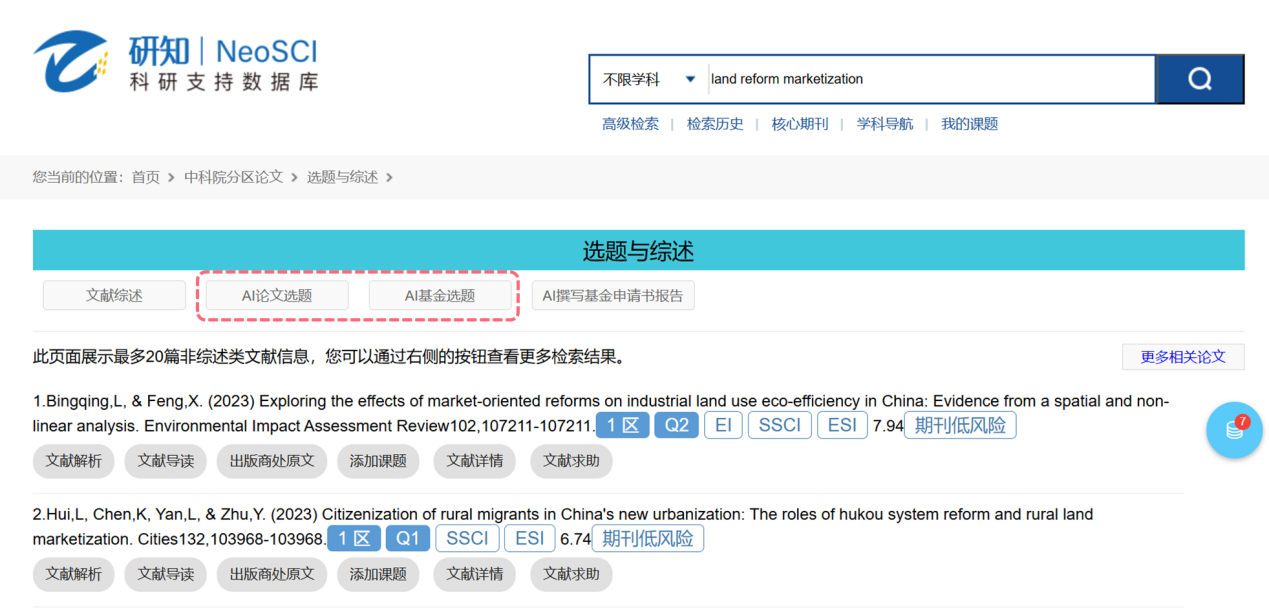 研知 | NeoSCI
科研支持数据库
不限学科 land reform marketization
高级检索 | 检索历史 | 核心期刊 | 学科导航 | 我的课题
您当前的位置：首页 > 中科院分区论文 > 选题与综述 >
选题与综述
文献综述 AI论文选题 AI基金选题 AI撰写基金申请书报告
此页面展示最多20篇非综述类文献信息，您可以通过右侧的按钮查看更多检索结果。 更多相关论文
1.Bingqing,L, & Feng,X. (2023) Exploring the effects of market-oriented reforms on industrial land use eco-efficiency in China: Evidence from a spatial and non-
linear analysis. Environmental Impact Assessment Review102,107211-107211. 1 区 Q2 EI SSCI ESI 7.94 期刊低风险
7
文献解析 文献导读 出版商处原文 添加课题 文献详情 文献求助
2.Hui,L, Chen,K, Yan,L, & Zhu,Y. (2023) Citizenization of rural migrants in China's new urbanization: The roles of hukou system reform and rural land
marketization. Cities132,103968-103968. 1 区 Q1 SSCI ESI 6.74 期刊低风险
文献解析 文献导读 出版商处原文 添加课题 文献详情 文献求助